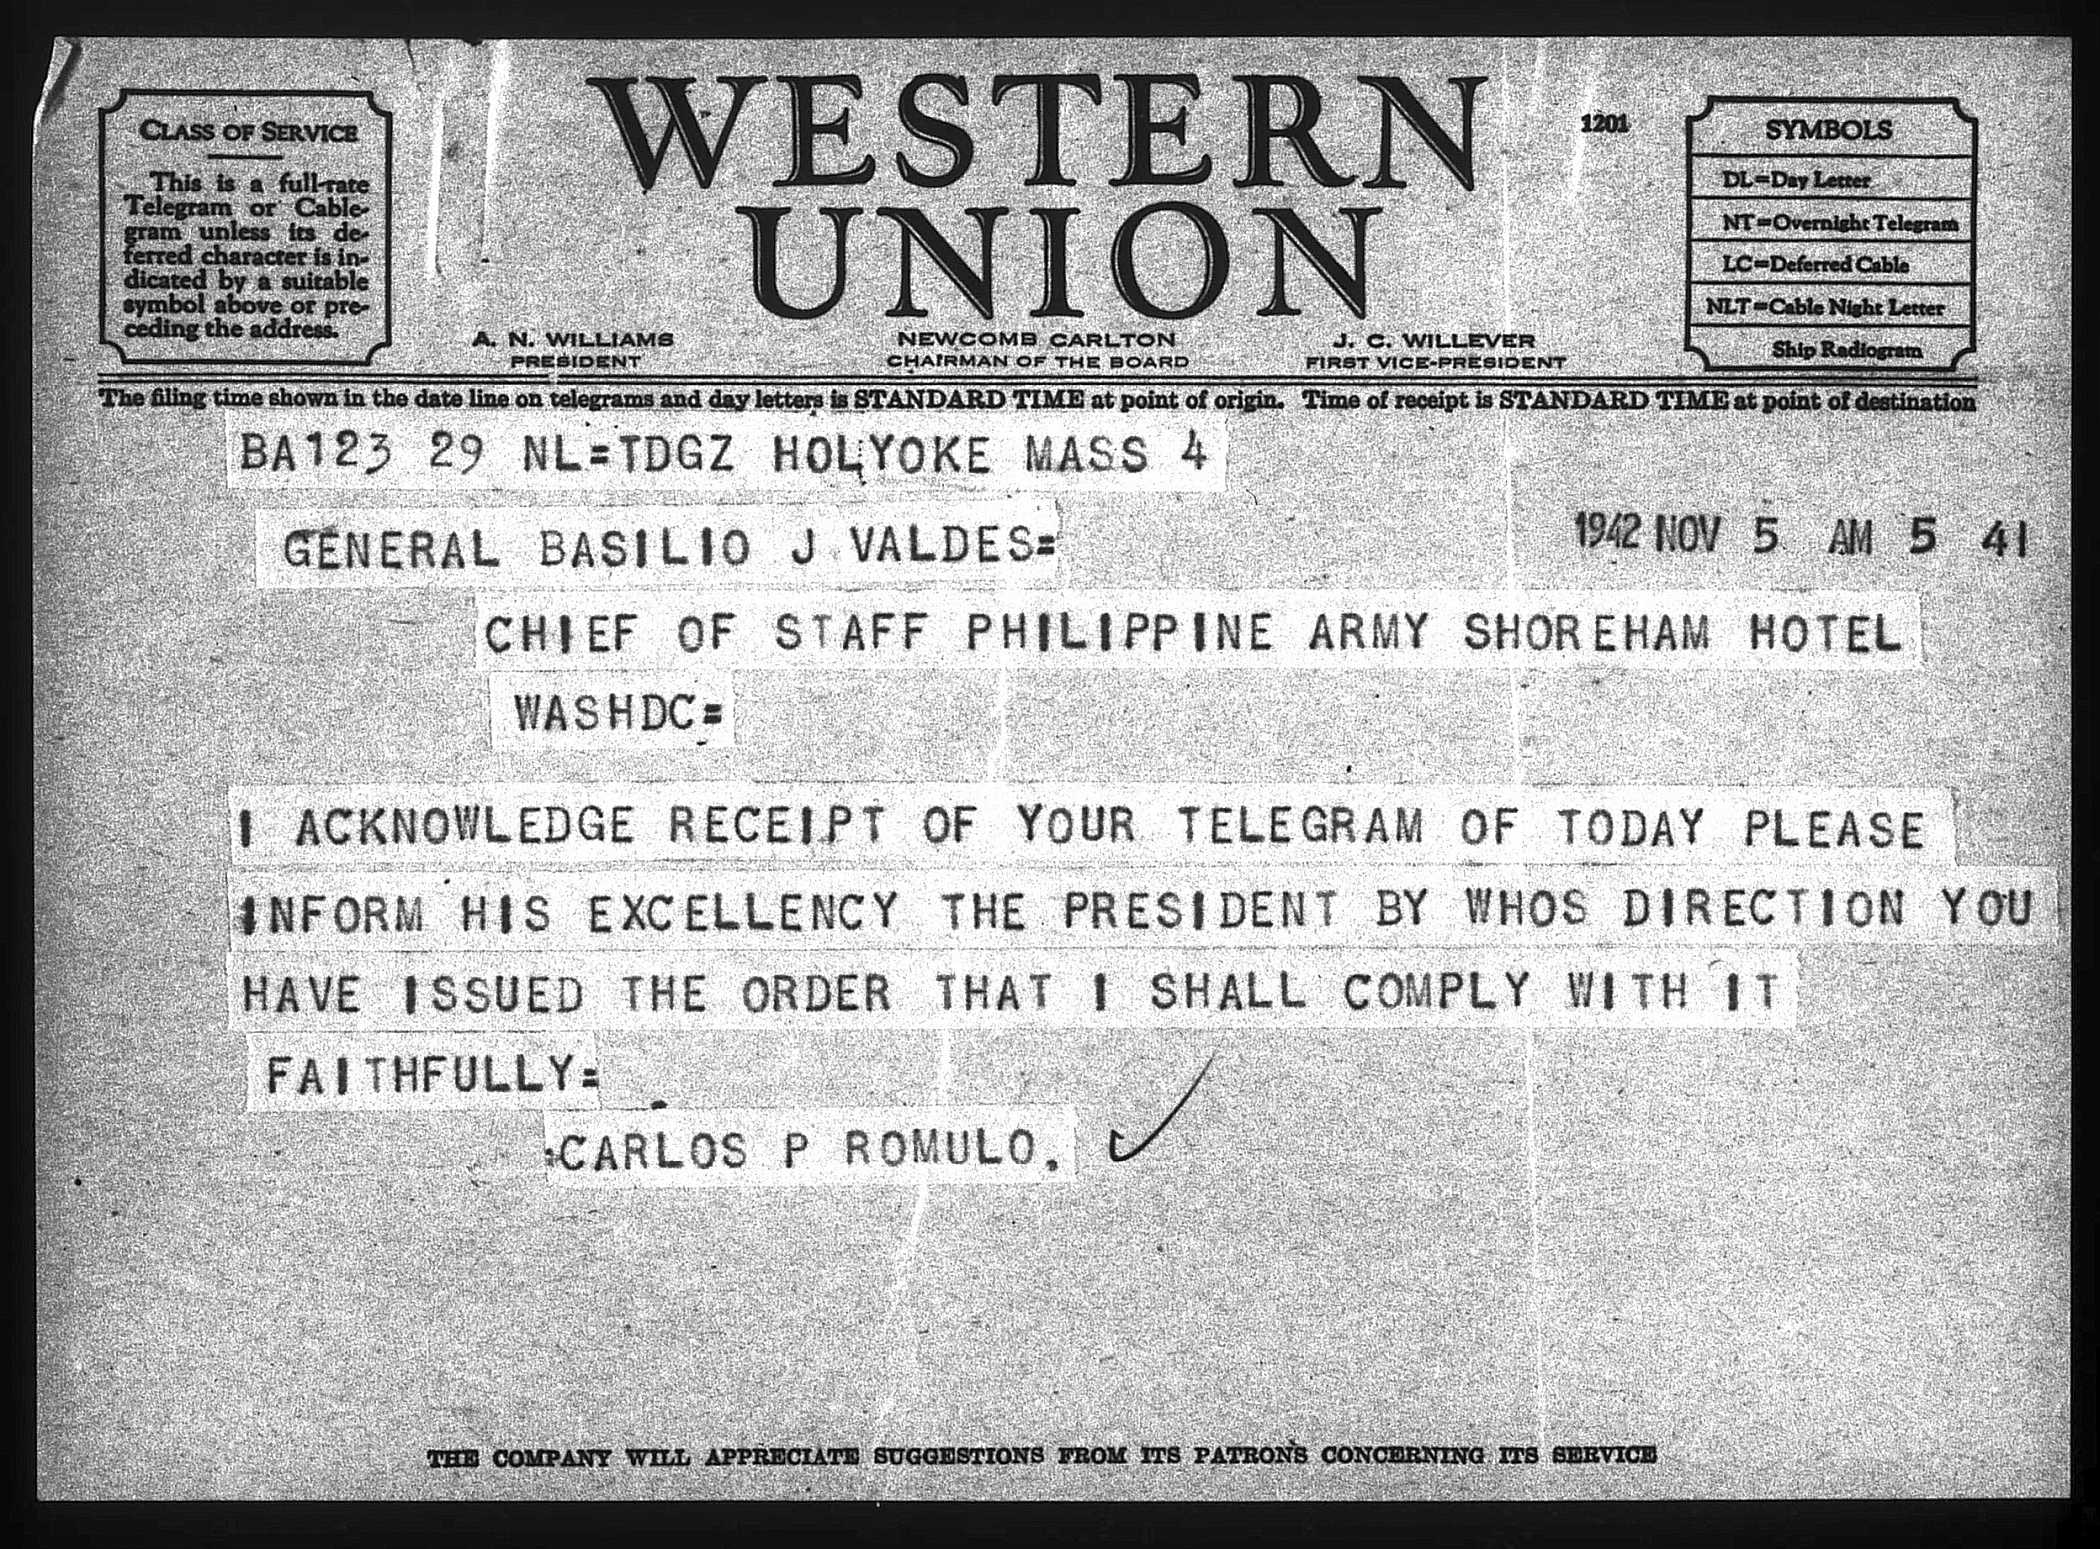 WESTERN
UNION
1201
CLASS OF SERVICE
This is a full-rate
Telegram or Cable-
gram unless its de-
ferred character is in-
dicated by a suitable
symbol above or pre-
ceding the address.
SYMBOLS
DL=Day Letter
NT=Overnight Telegram
LC=Deferred Cable
NLT=Cable Night Letter
Ship Radiogram
A. N. WILLIAMS
PRESIDENT
NEWCOMB CARLTON
CHAIRMAN OF THE BOARD
J. C. WILLEVER
FIRST VICE-PRESIDENT
The filing time shown in the date line on telegrams and day letters is STANDARD TIME at point of origin. Time of receipt is STANDARD TIME at point of destination
BA123 29 NL=TDGZ HOLYOKE MASS 4
1942 NOV 5 AM 5 41
GENERAL BASILIO J VALDES=
CHIEF OF STAFF PHILIPPINE ARMY SHOREHAM HOTEL
WASHDC=
I ACKNOWLEDGE RECEIPT OF YOUR TELEGRAM OF TODAY PLEASE
INFORM HIS EXCELLENCY THE PRESIDENT BY WHOS DIRECTION YOU
HAVE ISSUED THE ORDER THAT I SHALL COMPLY WITH IT
FAITHFULLY=
:CARLOS P ROMULO.
THE COMPANY WILL APPRECIATE SUGGESTIONS FROM ITS PATRONS CONCERNING ITS SERVICE